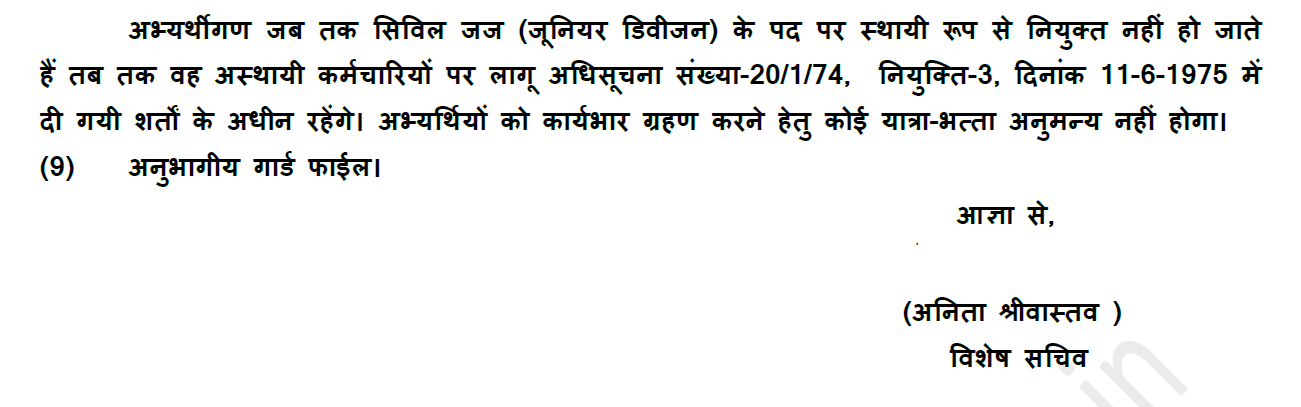 अभ्यर्थीगण जब तक सिविल जज (जूनियर डिवीजन) के पद पर स्थायी रूप से नियुक्त नहीं हो जाते
हैं तब तक वह अस्थायी कर्मचारियों पर लागू अधिसूचना संख्या-20/1/74, नियुक्ति-3, दिनांक 11-6-1975 में
दी गयी शर्तों के अधीन रहेंगे। अभ्यर्थियों को कार्यभार ग्रहण करने हेतु कोई यात्रा-भत्ता अनुमन्य नहीं होगा।
(9) अनुभागीय गार्ड फाईल।
आज्ञा से,
(अनिता श्रीवास्तव )
विशेष सचिव
in